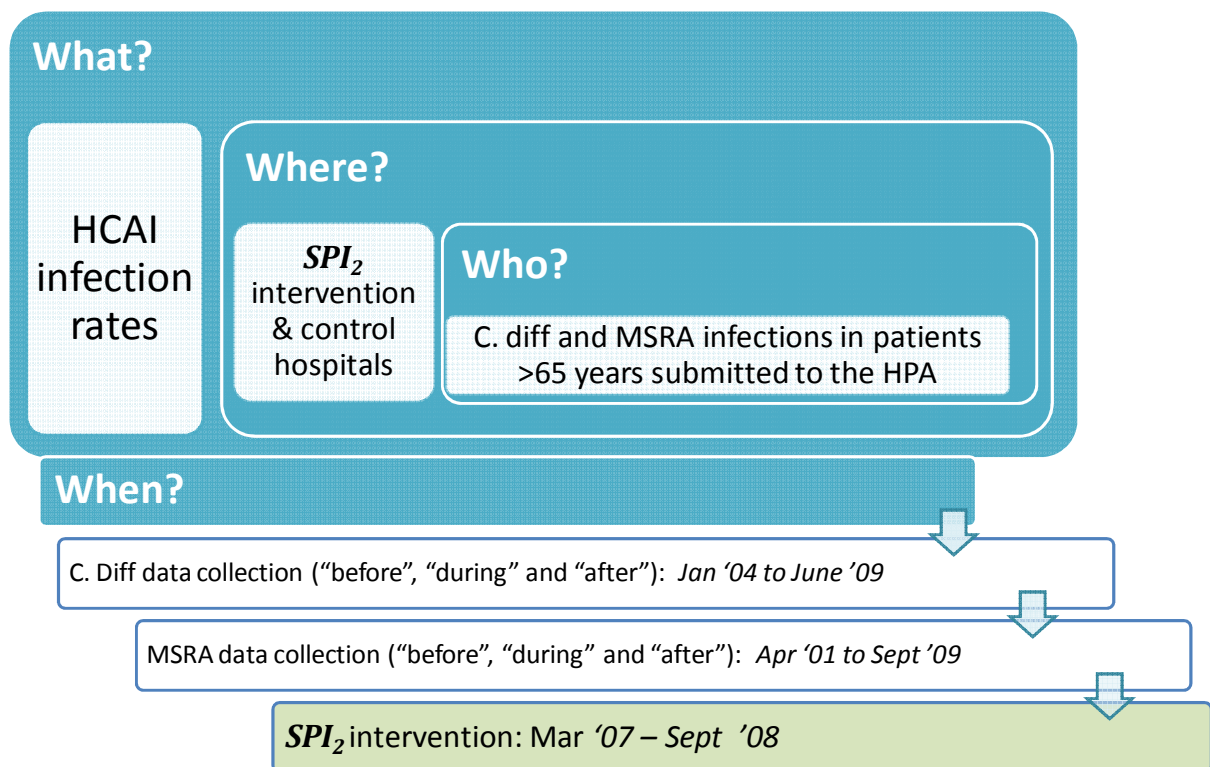 What?
HCAI
infection
rates
Where?
SPI₂
intervention
& control
hospitals
Who?
C. diff and MSRA infections in patients
>65 years submitted to the HPA
When?
C. Diff data collection (“before”, “during” and “after”): Jan ‘04 to June ’09
MSRA data collection (“before”, “during” and “after”): Apr ‘01 to Sept ’09
SPI₂ intervention: Mar ‘07 – Sept ’08